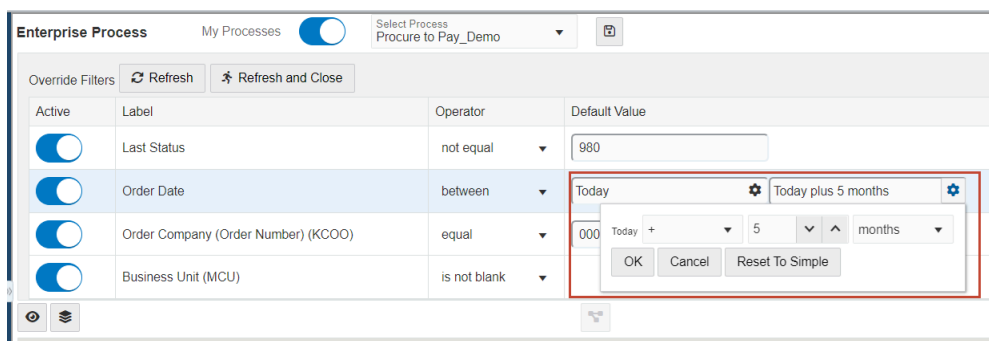 Enterprise Process My Processes Select Process
Procure to Pay_Demo
Override Filters Refresh Refresh and Close
Active Label Operator Default Value
Last Status not equal 980
Order Date between Today Today plus 5 months
Order Company (Order Number) (KCOO) equal 000 Today + 5 months
OK Cancel Reset To Simple
Business Unit (MCU) is not blank